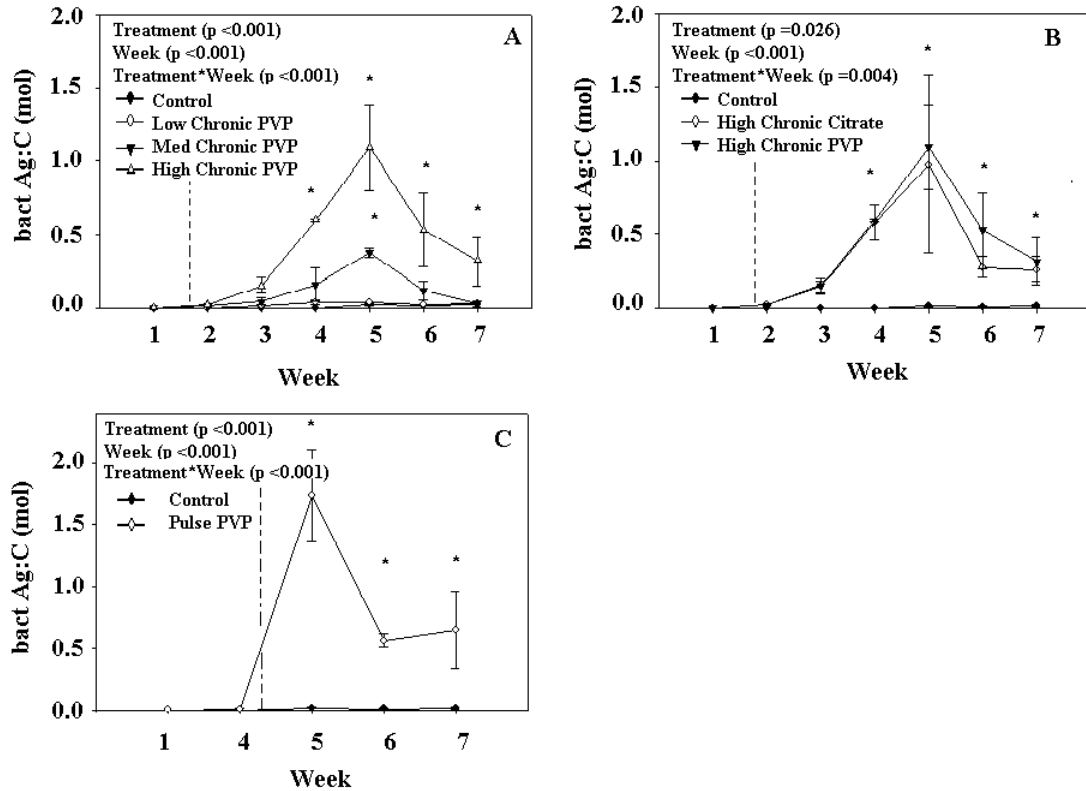 2.0
1.5
1.0
0.5
0.0
bact Ag:C (mol)
Treatment (p <0.001)
Week (p <0.001)
Treatment*Week (p <0.001)
Control
Low Chronic PVP
Med Chronic PVP
High Chronic PVP
A
*
*
*
*
*
1 2 3 4 5 6 7
Week
2.0
1.5
1.0
0.5
0.0
bact Ag:C (mol)
Treatment (p =0.026)
Week (p <0.001)
Treatment*Week (p =0.004)
Control
High Chronic Citrate
High Chronic PVP
B
*
*
*
*
1 2 3 4 5 6 7
Week
2.0
1.5
1.0
0.5
0.0
bact Ag:C (mol)
Treatment (p <0.001)
Week (p <0.001)
Treatment*Week (p <0.001)
Control
Pulse PVP
C
*
*
*
1 4 5 6 7
Week